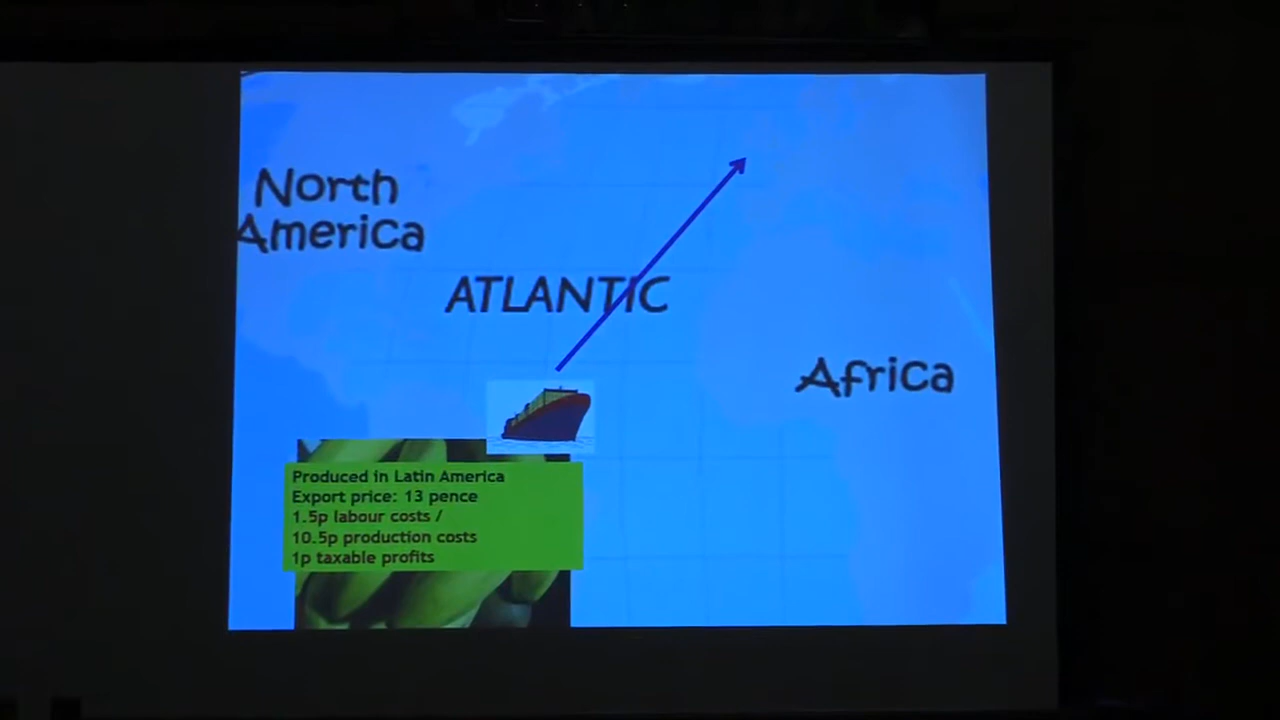 North
America
ATLANTIC
Africa
Produced in Latin America
Export price: 13 pence
1.5p labour costs /
10.5p production costs
1p taxable profits